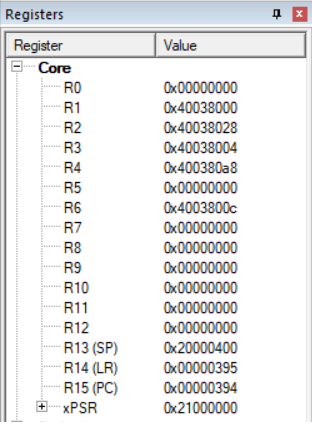 Registers
Register Value
Core
R0 0x00000000
R1 0x40038000
R2 0x40038028
R3 0x40038004
R4 0x400380a8
R5 0x00000000
R6 0x4003800c
R7 0x00000000
R8 0x00000000
R9 0x00000000
R10 0x00000000
R11 0x00000000
R12 0x00000000
R13 (SP) 0x20000400
R14 (LR) 0x00000395
R15 (PC) 0x00000394
xPSR 0x21000000